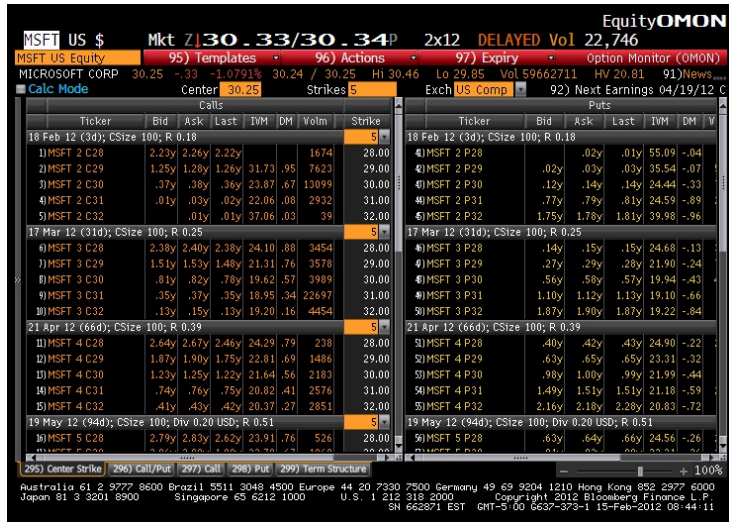 EquityOMON
MSFT US $ Mkt Z↓30.33/30.34P 2x12 DELAYED Vol 22,746
MSFT US Equity 95) Templates 96) Actions 97) Expiry Option Monitor (OMON)
MICROSOFT CORP 30.25 -.33 -1.0791% 30.24 / 30.25 Hi 30.46 Lo 29.85 Vol 59662711 HV 20.81 91)News
Calc Mode Center 30.25 Strikes 5 Exch US Comp 92) Next Earnings 04/19/12 C
Calls Puts
Ticker Bid Ask Last IVM DM Volm Strike Ticker Bid Ask Last IVM DM V
18 Feb 12 (3d); CSize 100; R 0.18 5 18 Feb 12 (3d); CSize 100; R 0.18
1)MSFT 2 C28 2.23y 2.26y 2.22y 1674 28.00 41)MSFT 2 P28 .02y .01y 55.09 -.04
2)MSFT 2 C29 1.25y 1.28y 1.26y 31.73 .95 7623 29.00 42)MSFT 2 P29 .02y .03y .03y 35.54 -.07
3)MSFT 2 C30 .37y .38y .36y 23.87 .67 13099 30.00 43)MSFT 2 P30 .12y .14y .14y 24.44 -.33
4)MSFT 2 C31 .01y .03y .02y 22.06 .08 2932 31.00 44)MSFT 2 P31 .77y .79y .81y 24.59 -.89
5)MSFT 2 C32 .01y .01y 37.06 .03 39 32.00 45)MSFT 2 P32 1.75y 1.78y 1.81y 39.98 -.96
17 Mar 12 (31d); CSize 100; R 0.25 5 17 Mar 12 (31d); CSize 100; R 0.25
6)MSFT 3 C28 2.38y 2.40y 2.38y 24.10 .88 3454 28.00 46)MSFT 3 P28 .14y .15y .15y 24.68 -.13
7)MSFT 3 C29 1.51y 1.53y 1.48y 21.31 .76 3578 29.00 47)MSFT 3 P29 .27y .29y .28y 21.90 -.24
8)MSFT 3 C30 .81y .82y .78y 19.62 .57 3989 30.00 48)MSFT 3 P30 .56y .58y .57y 19.94 -.43
9)MSFT 3 C31 .35y .37y .35y 18.95 .34 22697 31.00 49)MSFT 3 P31 1.10y 1.12y 1.13y 19.10 -.66
10)MSFT 3 C32 .13y .15y .13y 19.20 .16 4454 32.00 50)MSFT 3 P32 1.87y 1.90y 1.87y 19.22 -.84
21 Apr 12 (66d); CSize 100; R 0.39 5 21 Apr 12 (66d); CSize 100; R 0.39
11)MSFT 4 C28 2.64y 2.67y 2.46y 24.29 .79 238 28.00 51)MSFT 4 P28 .40y .42y .43y 24.90 -.22
12)MSFT 4 C29 1.87y 1.90y 1.75y 22.81 .69 1486 29.00 52)MSFT 4 P29 .63y .65y .65y 23.31 -.32
13)MSFT 4 C30 1.23y 1.25y 1.22y 21.64 .56 2183 30.00 53)MSFT 4 P30 .98y 1.00y .99y 21.99 -.44
14)MSFT 4 C31 .74y .76y .75y 20.82 .41 2576 31.00 54)MSFT 4 P31 1.49y 1.51y 1.51y 21.18 -.59
15)MSFT 4 C32 .41y .43y .42y 20.37 .27 2851 32.00 55)MSFT 4 P32 2.16y 2.18y 2.28y 20.83 -.72
19 May 12 (94d); CSize 100; Div 0.20 USD; R 0.51 5 19 May 12 (94d); CSize 100; Div 0.20 USD; R 0.51
16)MSFT 5 C28 2.79y 2.83y 2.62y 23.91 .76 526 28.00 56)MSFT 5 P28 .63y .64y .66y 24.56 -.26
295) Center Strike 296) Call/Put 297) Call 298) Put 299) Term Structure - + 100%
Australia 61 2 9777 8600 Brazil 5511 3048 4500 Europe 44 20 7330 7500 Germany 49 69 9204 1210 Hong Kong 852 2977 6000
Japan 81 3 3201 8900 Singapore 65 6212 1000 U.S. 1 212 318 2000 Copyright 2012 Bloomberg Finance L.P.
SN 662871 EST GMT-5:00 G637-373-1 15-Feb-2012 08:44:11